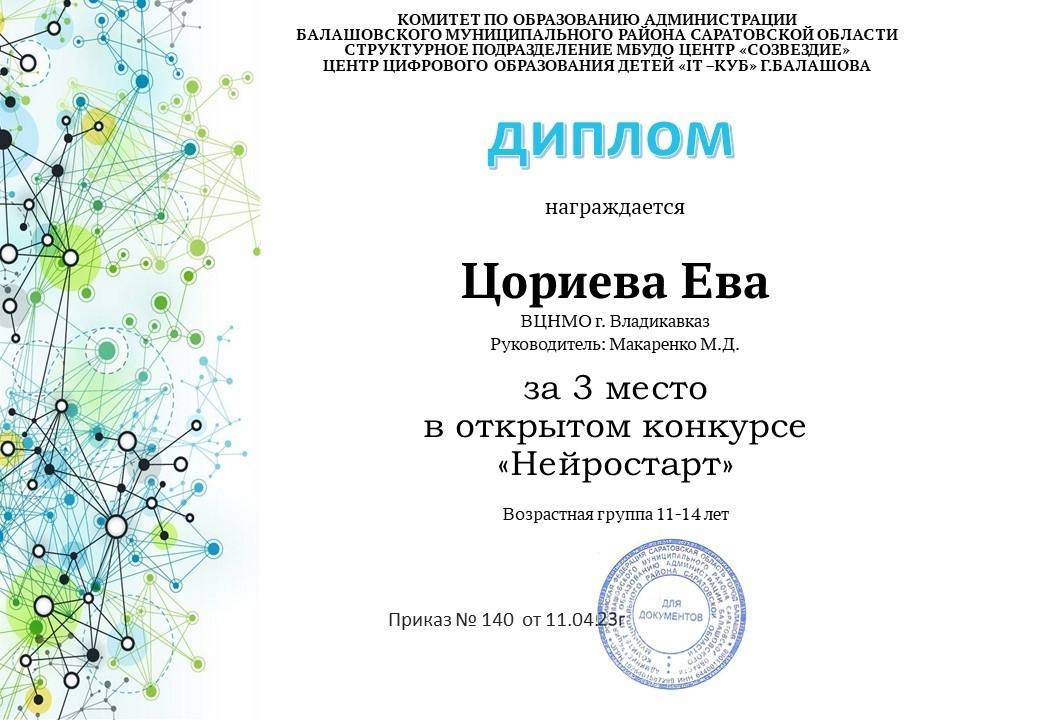 КОМИТЕТ ПО ОБРАЗОВАНИЮ АДМИНИСТРАЦИИ
БАЛАШОВСКОГО МУНИЦИПАЛЬНОГО РАЙОНА САРАТОВСКОЙ ОБЛАСТИ
СТРУКТУРНОЕ ПОДРАЗДЕЛЕНИЕ МБУДО ЦЕНТР «СОЗВЕЗДИЕ»
ЦЕНТР ЦИФРОВОГО ОБРАЗОВАНИЯ ДЕТЕЙ «IT –КУБ» Г.БАЛАШОВА
диплом
награждается
Цориева Ева
ВЦНМО г. Владикавказ
Руководитель: Макаренко М.Д.
за 3 место
в открытом конкурсе
«Нейростарт»
Возрастная группа 11-14 лет
Приказ № 140 от 11.04.23г
ДЛЯ
ДОКУМЕНТОВ